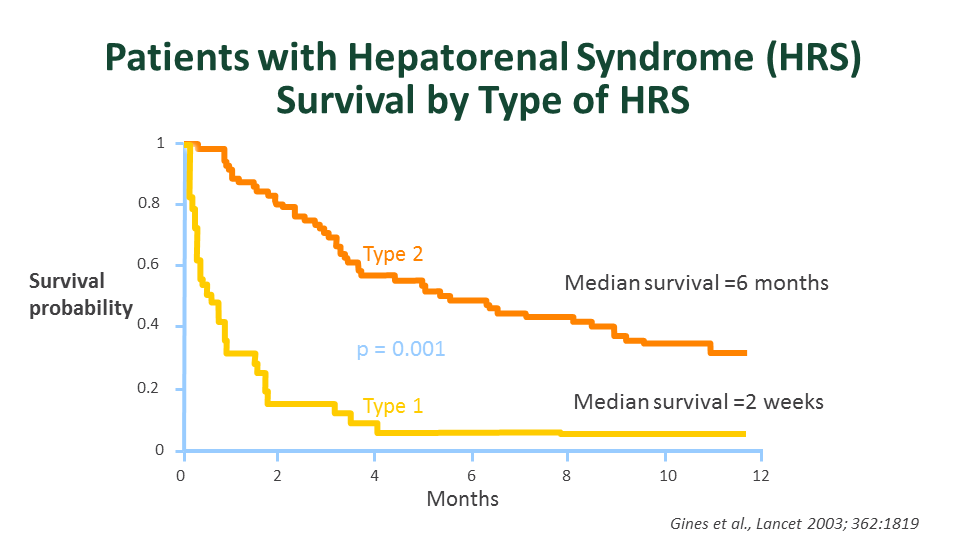 Patients with Hepatorenal Syndrome (HRS)
Survival by Type of HRS
1
0.8
0.6
0.4
0.2
0
Survival
probability
Type 2
Median survival =6 months
p = 0.001
Type 1
Median survival =2 weeks
0 2 4 6 8 10 12
Months
Gines et al., Lancet 2003; 362:1819